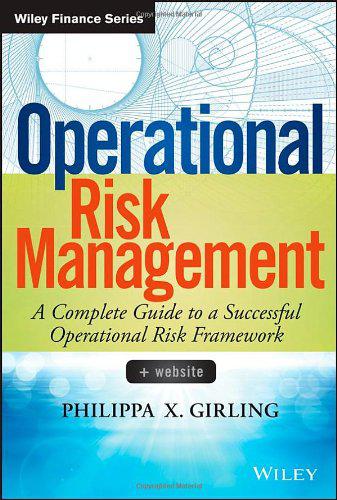 Wiley Finance Series
Operational
Risk
Management
A Complete Guide to a Successful
Operational Risk Framework
+ website
PHILIPPA X. GIRLING
WILEY